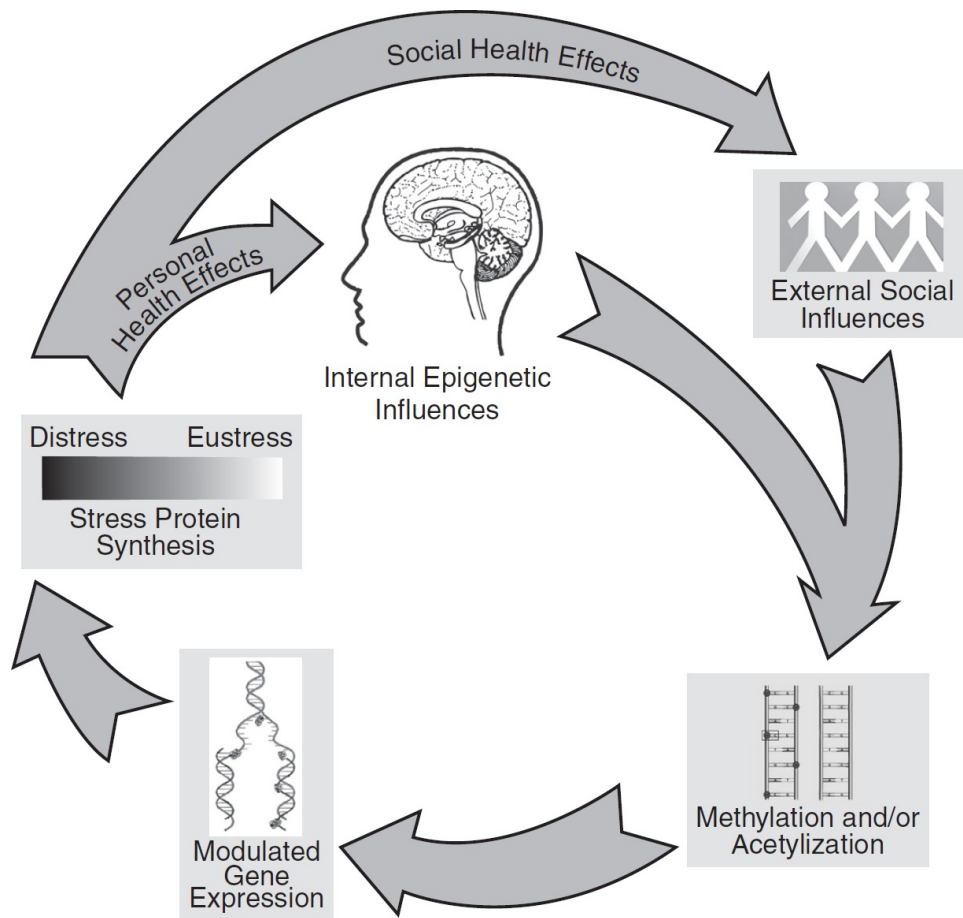 Social Health Effects
Personal
Health Effects
External Social
Influences
Internal Epigenetic
Influences
Distress Eustress
Stress Protein
Synthesis
Methylation and/or
Acetylization
Modulated
Gene
Expression